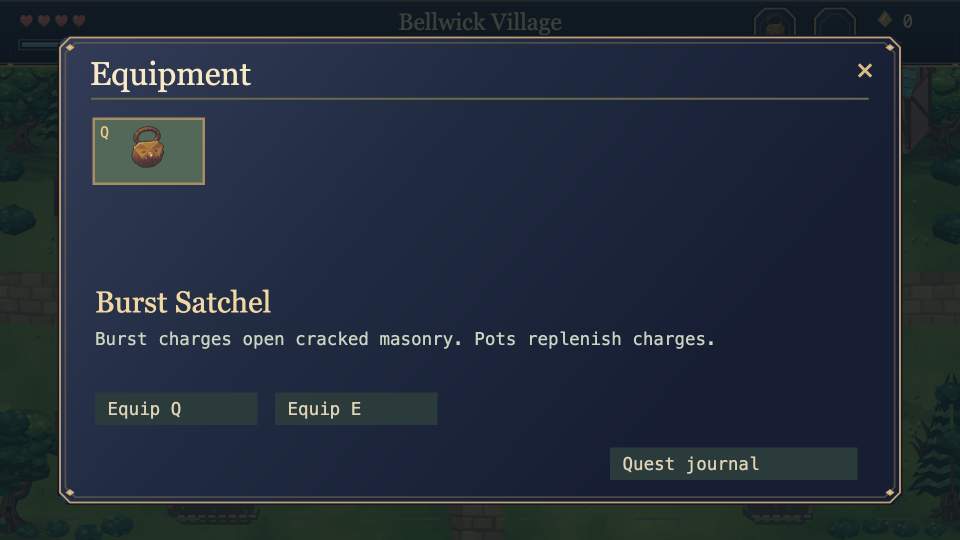 Bellwick Village
0
Equipment
×
Q
Burst Satchel
Burst charges open cracked masonry. Pots replenish charges.
Equip Q
Equip E
Quest journal